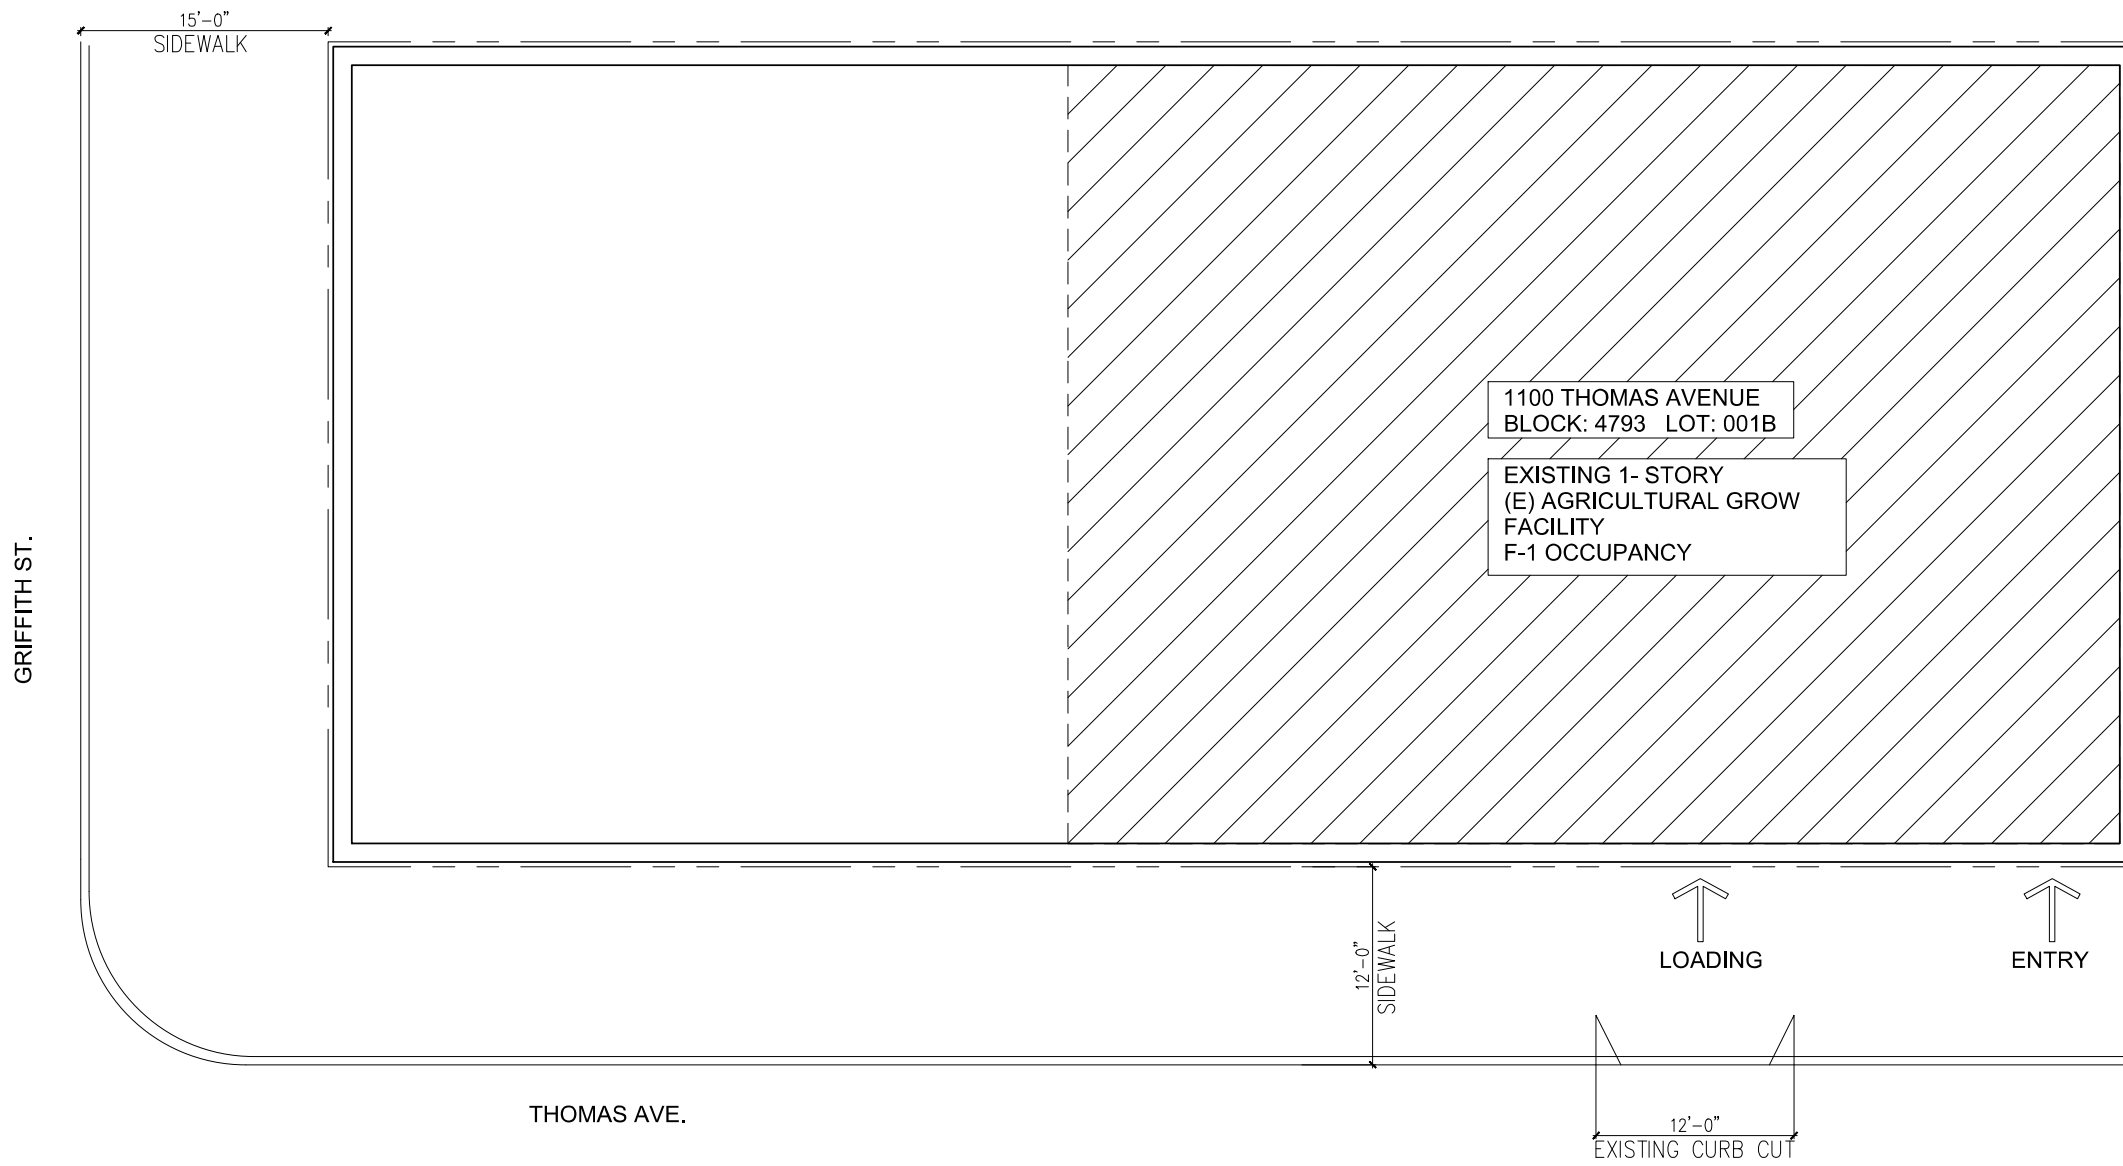 15'-0"
SIDEWALK
1100 THOMAS AVENUE
BLOCK: 4793 LOT: 001B
EXISTING 1- STORY
(E) AGRICULTURAL GROW
FACILITY
F-1 OCCUPANCY
GRIFFITH ST.
12'-0"
SIDEWALK
LOADING
ENTRY
THOMAS AVE.
12'-0"
EXISTING CURB CUT